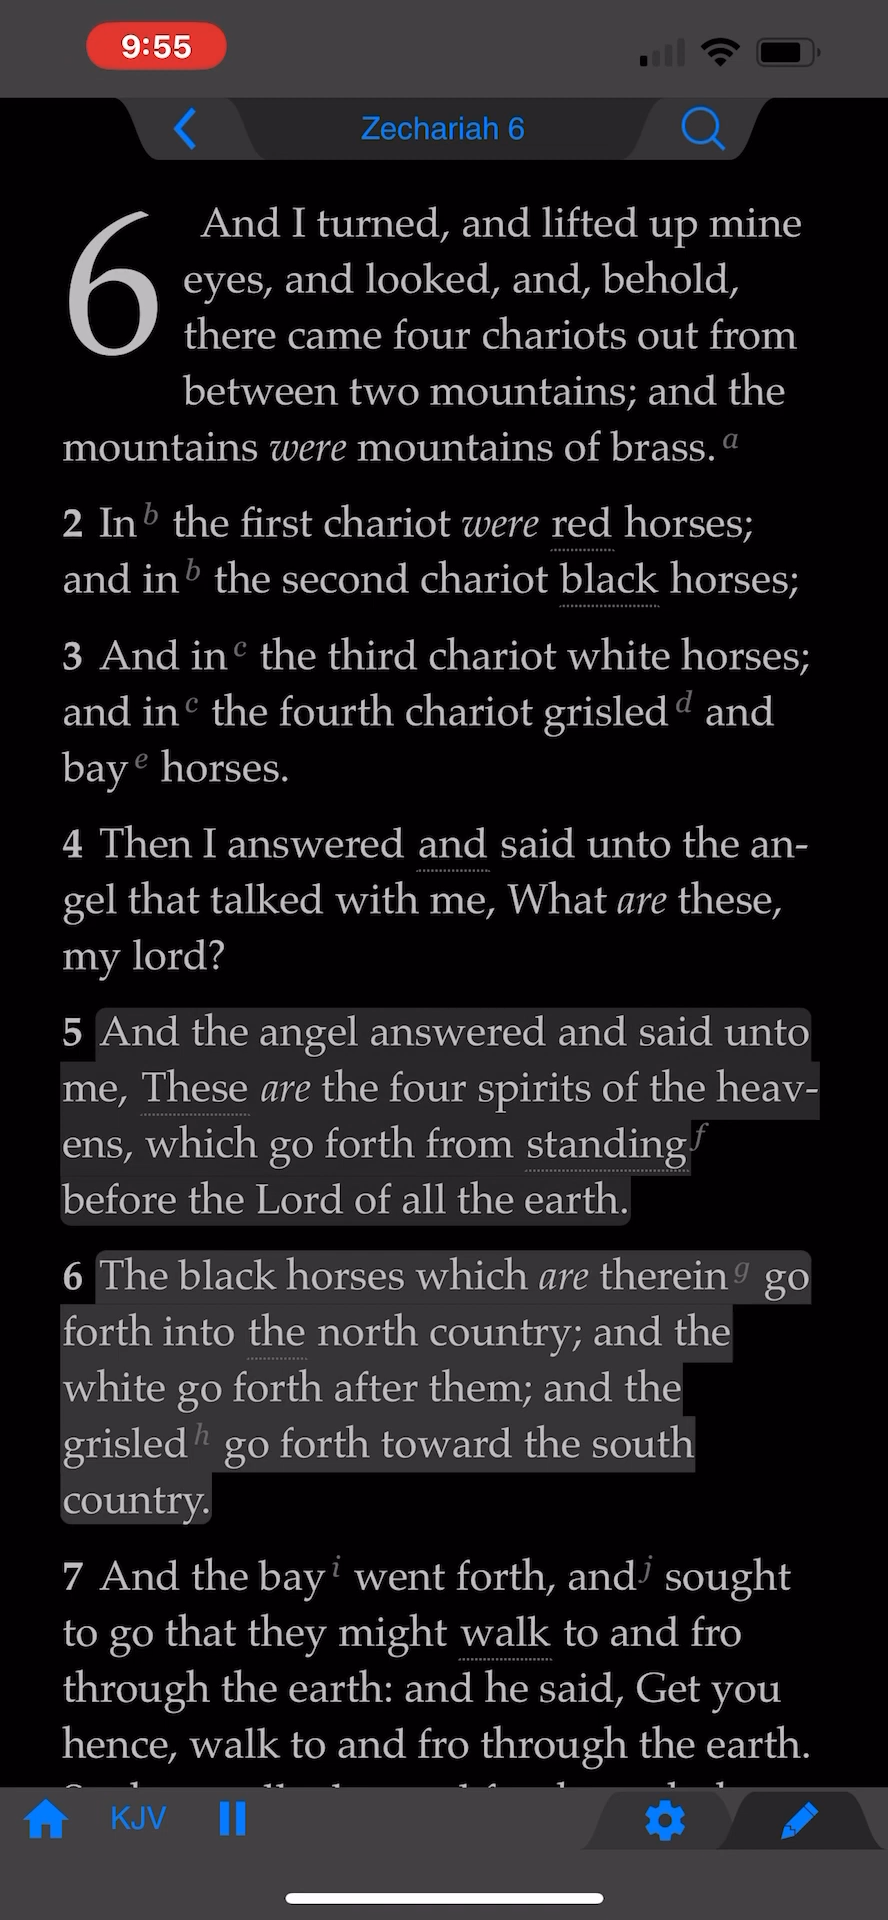 9:55
Zechariah 6
6 And I turned, and lifted up mine
eyes, and looked, and, behold,
there came four chariots out from
between two mountains; and the
mountains were mountains of brass. a
2 In b the first chariot were red horses;
and in b the second chariot black horses;
3 And in c the third chariot white horses;
and in c the fourth chariot grisled d and
bay e horses.
4 Then I answered and said unto the an-
gel that talked with me, What are these,
my lord?
5 And the angel answered and said unto
me, These are the four spirits of the heav-
ens, which go forth from standing f
before the Lord of all the earth.
6 The black horses which are therein g go
forth into the north country; and the
white go forth after them; and the
grisled h go forth toward the south
country.
7 And the bay i went forth, and j sought
to go that they might walk to and fro
through the earth: and he said, Get you
hence, walk to and fro through the earth.
KJV